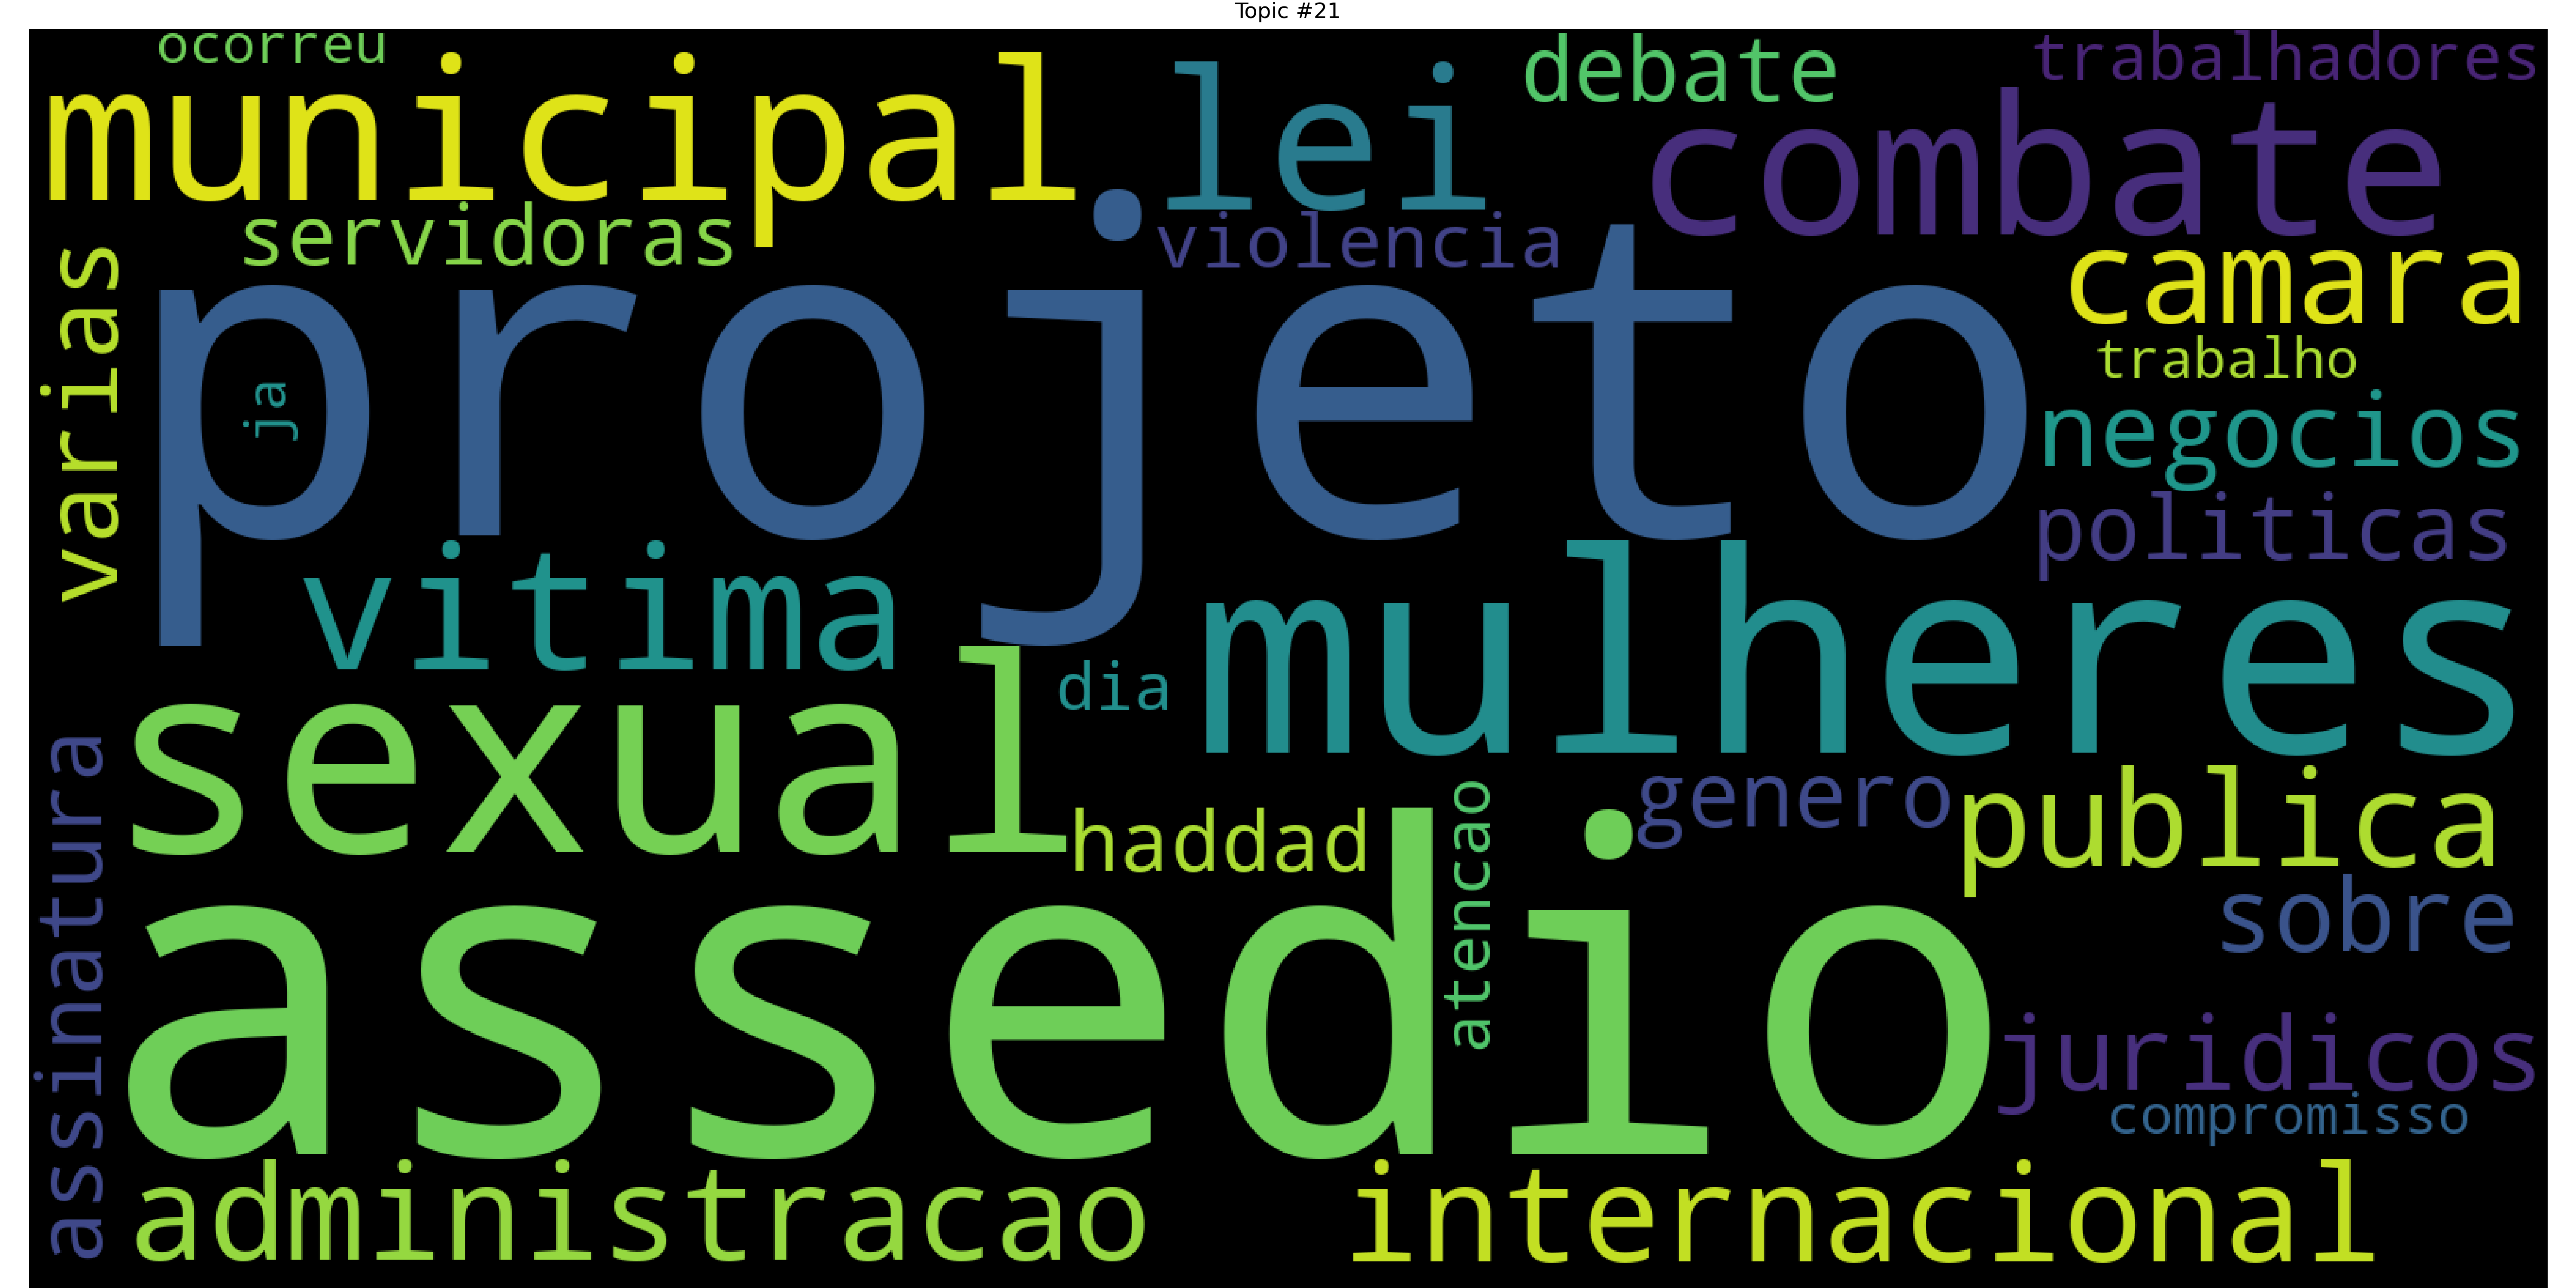 Topic #21
ocorreu
municipal
lei
debate
trabalhadores
combate
servidoras
violencia
camara
varias
projeto
ja
trabalho
negocios
politicas
vitima
mulheres
dia
sexual
haddad
atencao
genero
publica
assinatura
assedio
sobre
juridicos
compromisso
administracao
internacional